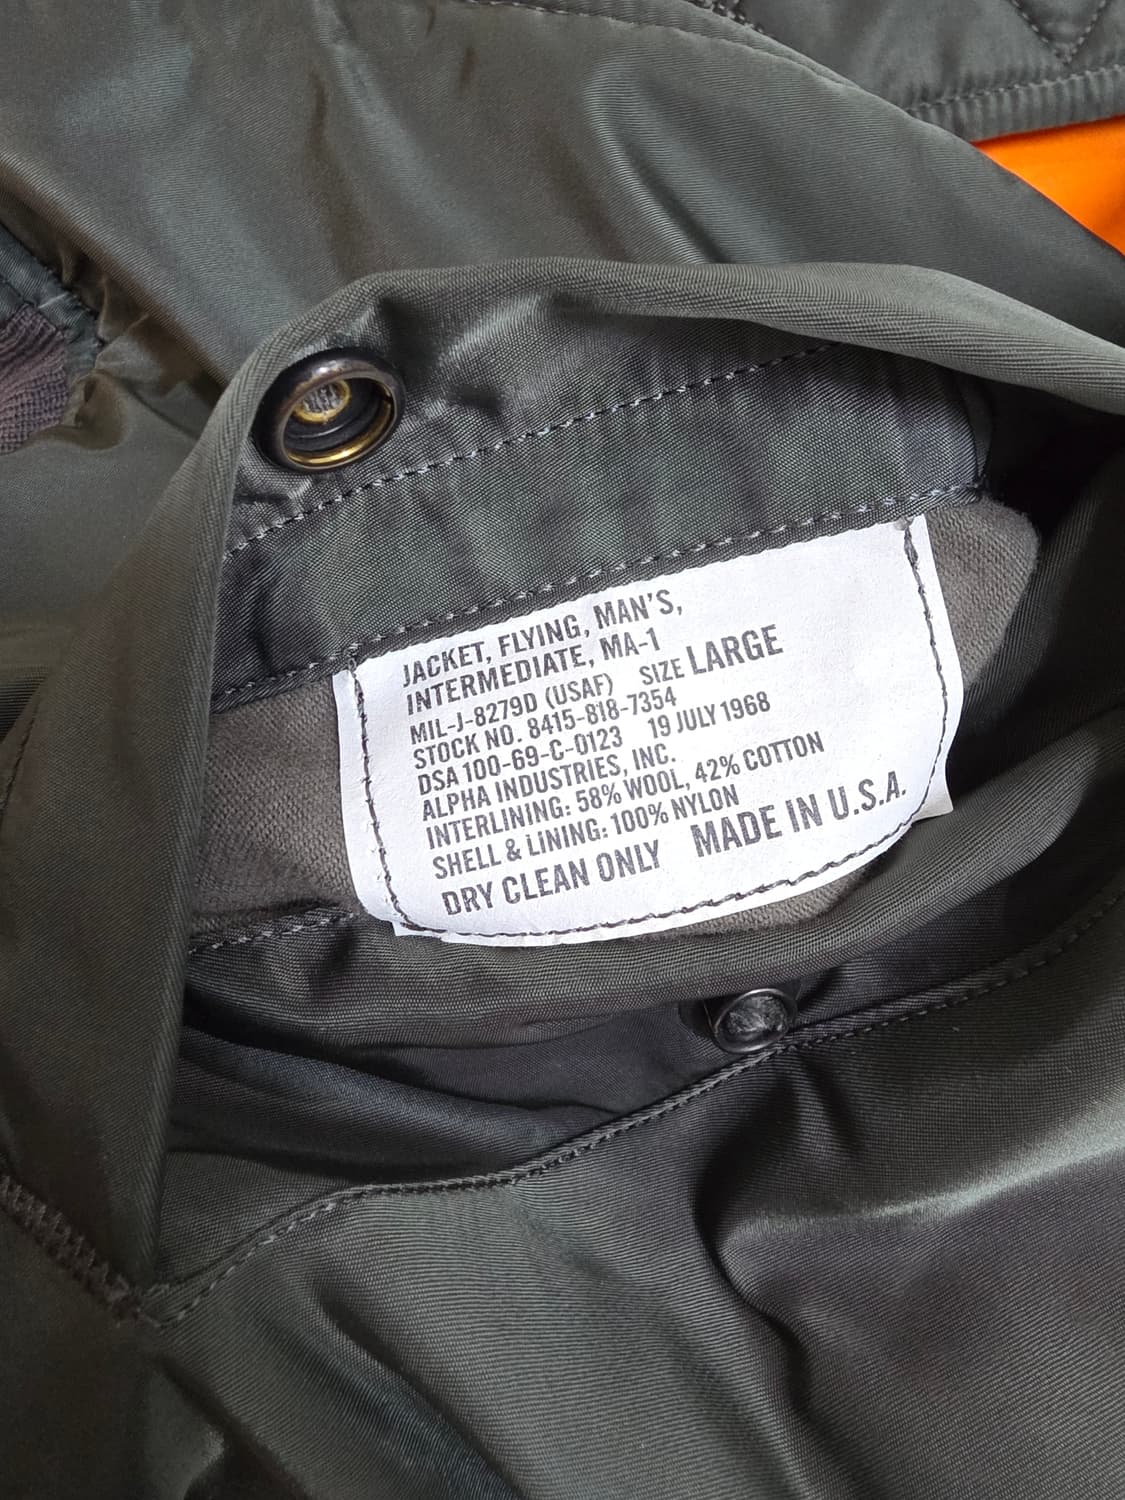 JACKET, FLYING, MAN'S,
INTERMEDIATE, MA-1
MIL-J-8279D (USAF) SIZE LARGE
STOCK NO. 8415-818-7354
DSA 100-69-C-0123 19 JULY 1968
ALPHA INDUSTRIES, INC.
INTERLINING: 58% WOOL, 42% COTTON
SHELL & LINING: 100% NYLON
DRY CLEAN ONLY MADE IN U.S.A.